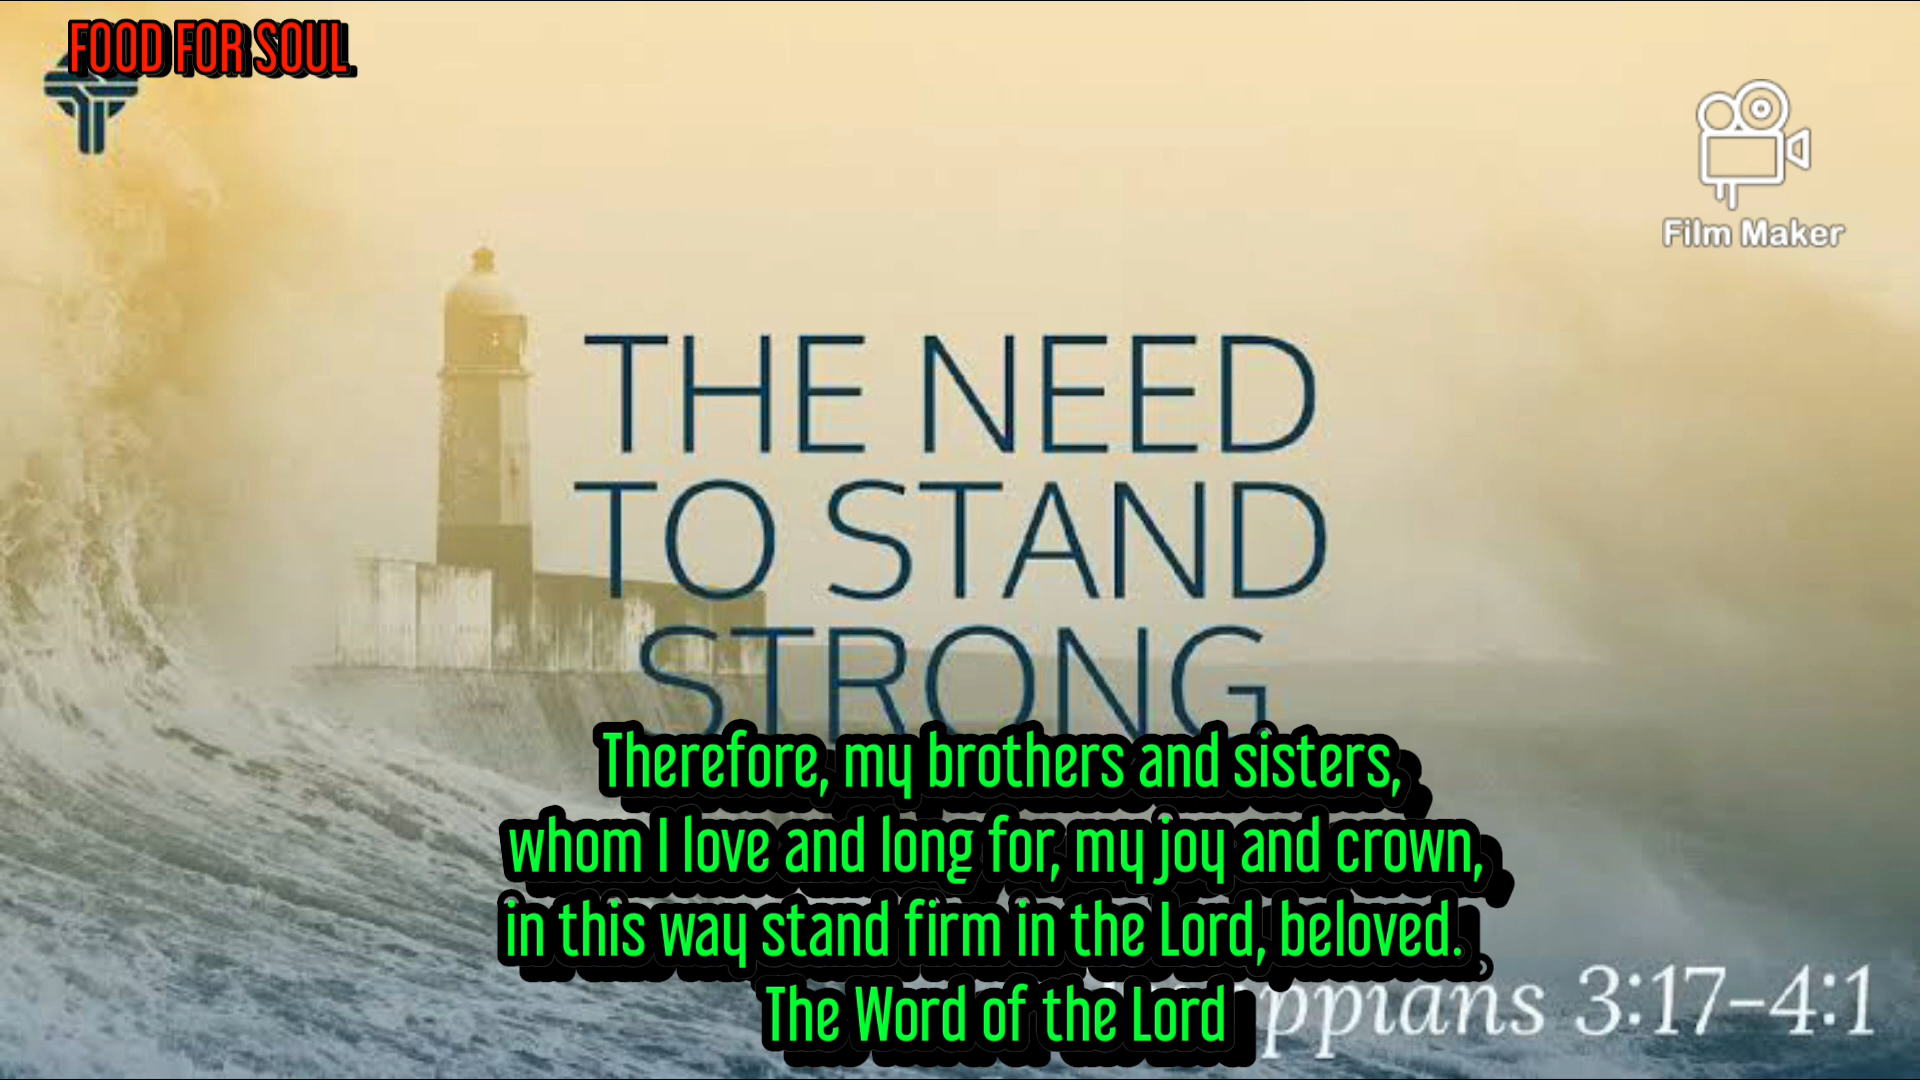 FOOD FOR SOUL
Film Maker
THE NEED
TO STAND
STRONG
Therefore, my brothers and sisters,
whom I love and long for, my joy and crown,
in this way stand firm in the Lord, beloved.
The Word of the Lord
3:17-4:1